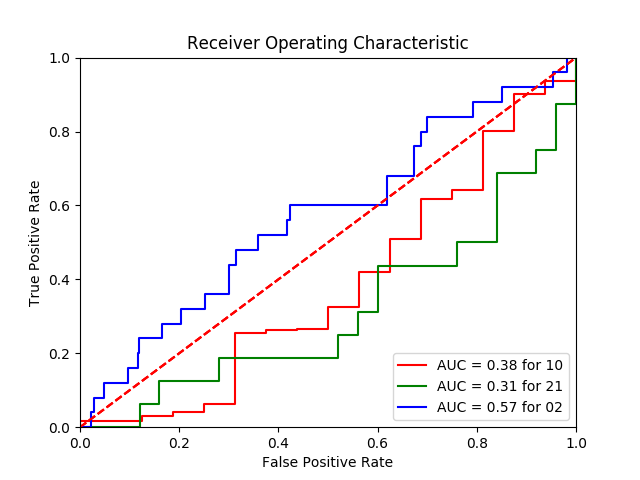 Receiver Operating Characteristic
True Positive Rate
1.0
0.8
0.6
0.4
0.2
0.0
AUC = 0.38 for 10
AUC = 0.31 for 21
AUC = 0.57 for 02
0.0 0.2 0.4 0.6 0.8 1.0
False Positive Rate